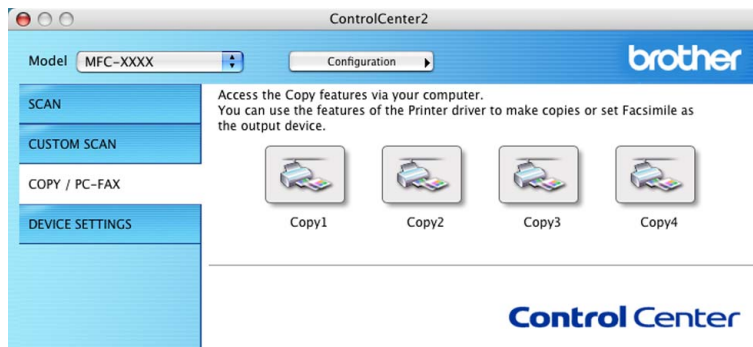 ControlCenter2
Model MFC-XXXX Configuration brother
SCAN
CUSTOM SCAN
COPY / PC-FAX
DEVICE SETTINGS
Access the Copy features via your computer.
You can use the features of the Printer driver to make copies or set Facsimile as
the output device.
Copy1 Copy2 Copy3 Copy4
Control Center